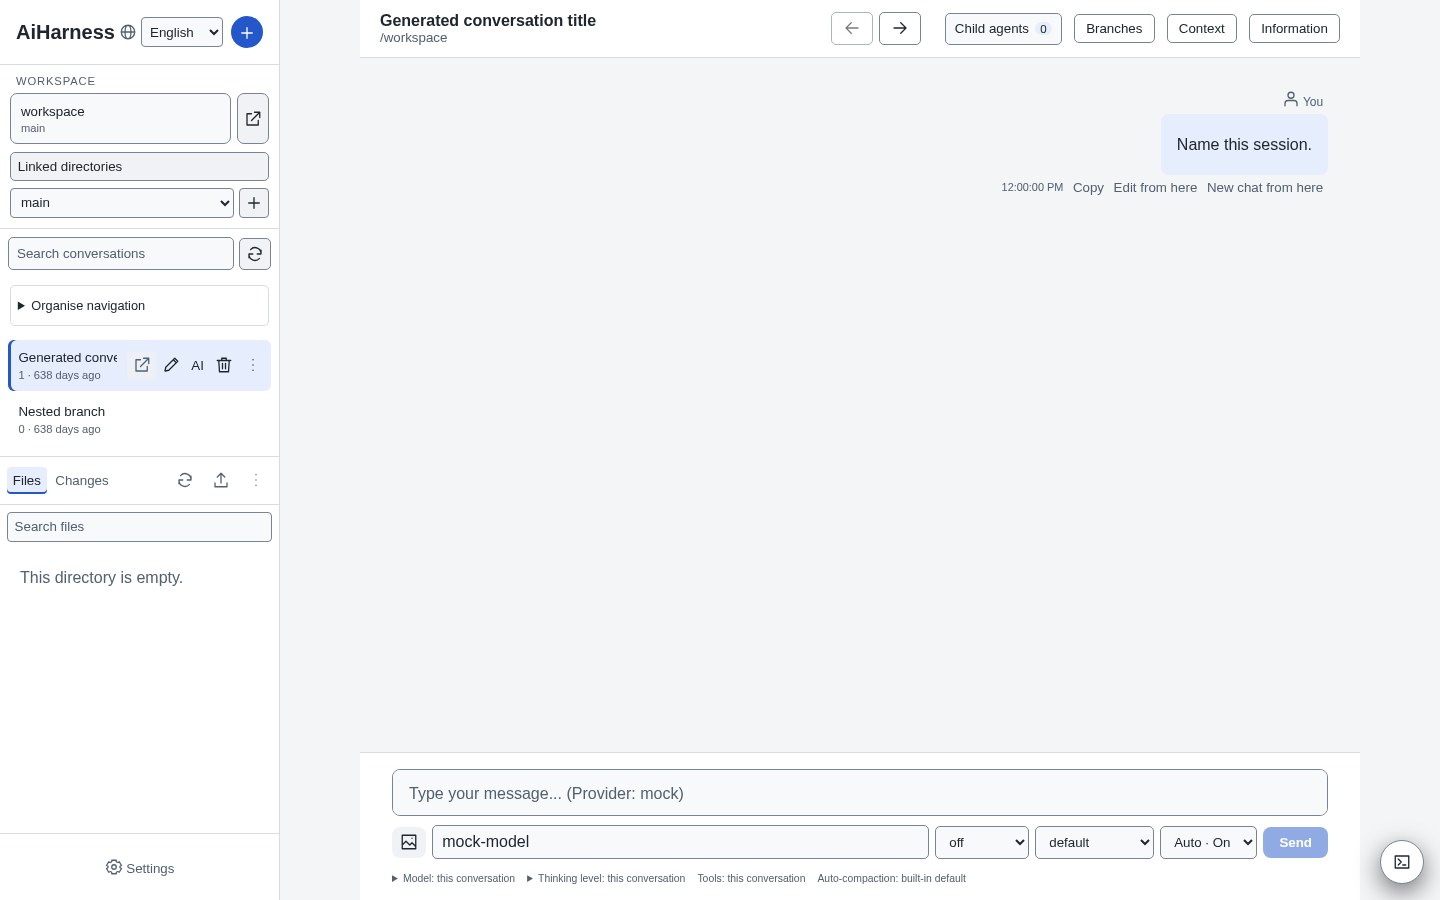 AiHarness
English
WORKSPACE
workspace
main
Linked directories
main
Search conversations
Organise navigation
Generated conve
1 · 638 days ago
AI
Nested branch
0 · 638 days ago
Files
Changes
Search files
This directory is empty.
Settings
Generated conversation title
/workspace
Child agents 0
Branches
Context
Information
You
Name this session.
12:00:00 PM Copy Edit from here New chat from here
Type your message... (Provider: mock)
mock-model
off
default
Auto · On
Send
Model: this conversation
Thinking level: this conversation
Tools: this conversation
Auto-compaction: built-in default